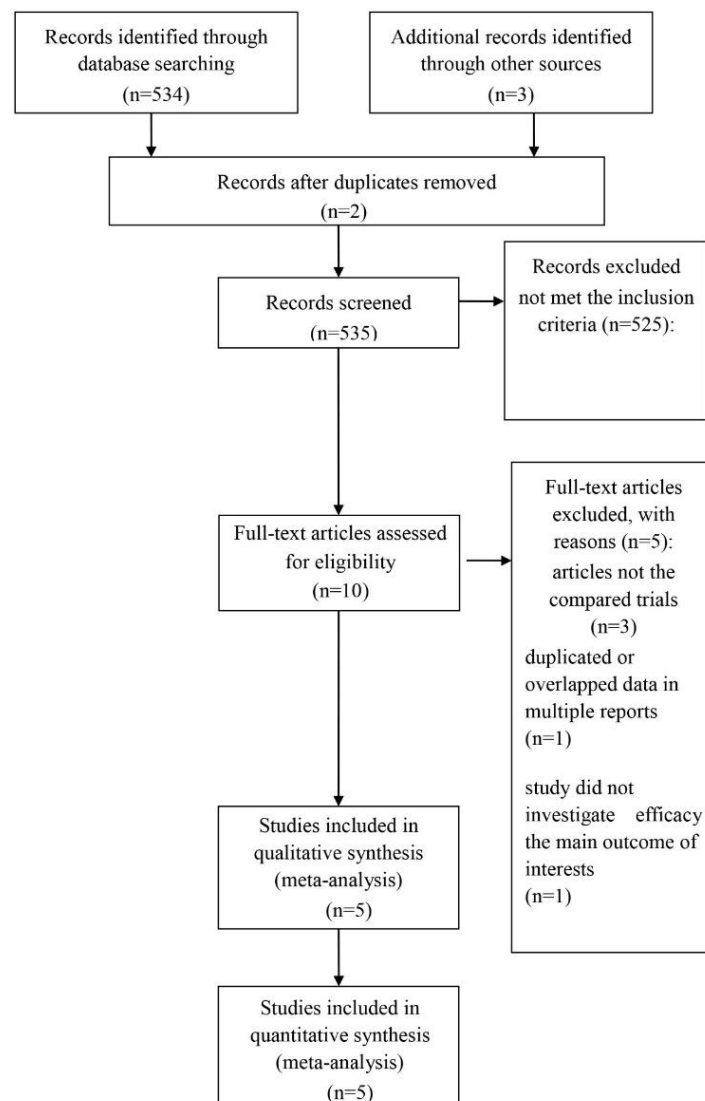 Records identified through
database searching
(n=534)
Additional records identified
through other sources
(n=3)
Records after duplicates removed
(n=2)
Records screened
(n=535)
Records excluded
not met the inclusion
criteria (n=525):
Full-text articles assessed
for eligibility
(n=10)
Full-text articles
excluded, with
reasons (n=5):
articles not the
compared trials
(n=3)
duplicated or
overlapped data in
multiple reports
(n=1)
study did not
investigate efficacy
the main outcome of
interests
(n=1)
Studies included in
qualitative synthesis
(meta-analysis)
(n=5)
Studies included in
quantitative synthesis
(meta-analysis)
(n=5)